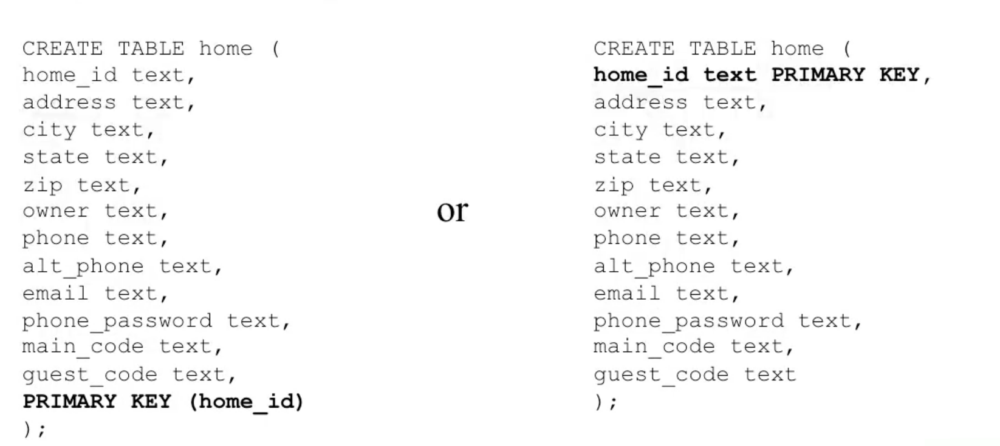 CREATE TABLE home (
home_id text,
address text,
city text,
state text,
zip text,
owner text,
phone text,
alt_phone text,
email text,
phone_password text,
main_code text,
guest_code text,
PRIMARY KEY (home_id)
);
or
CREATE TABLE home (
home_id text PRIMARY KEY,
address text,
city text,
state text,
zip text,
owner text,
phone text,
alt_phone text,
email text,
phone_password text,
main_code text,
guest_code text
);